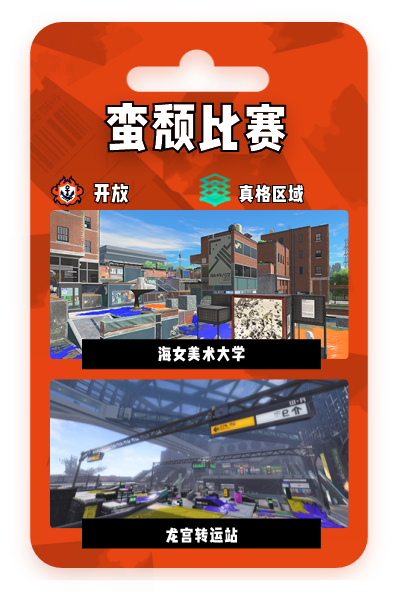 蛮颓比赛
开放
真格区域
海女美术大学
龙宫转运站